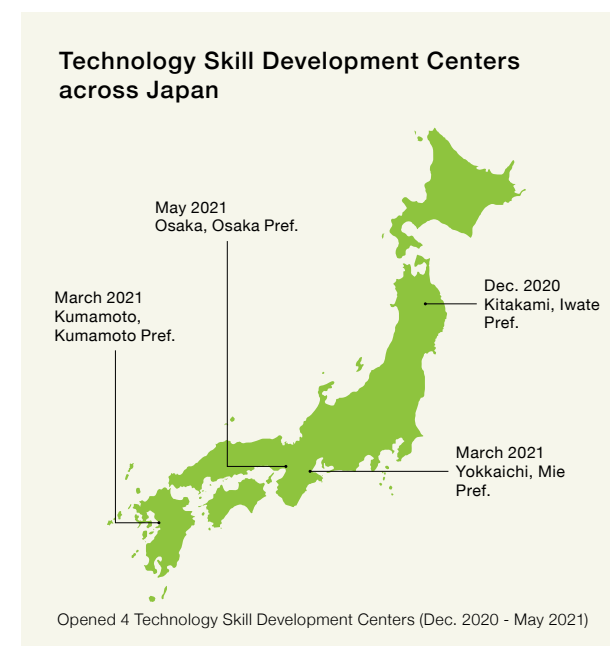 Technology Skill Development Centers
across Japan
May 2021
Osaka, Osaka Pref.
Dec. 2020
Kitakami, Iwate
Pref.
March 2021
Kumamoto,
Kumamoto Pref.
March 2021
Yokkaichi, Mie
Pref.
Opened 4 Technology Skill Development Centers (Dec. 2020 - May 2021)